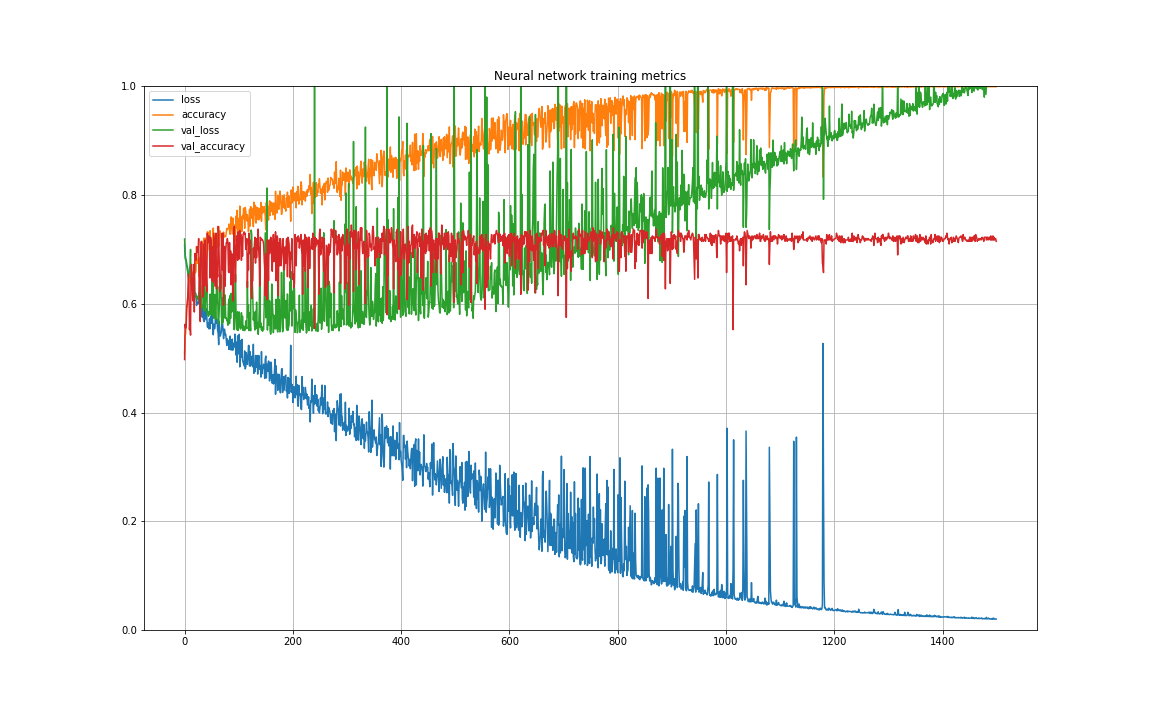 Neural network training metrics
1.0
loss
accuracy
val_loss
val_accuracy
0.8
0.6
0.4
0.2
0.0
0 200 400 600 800 1000 1200 1400